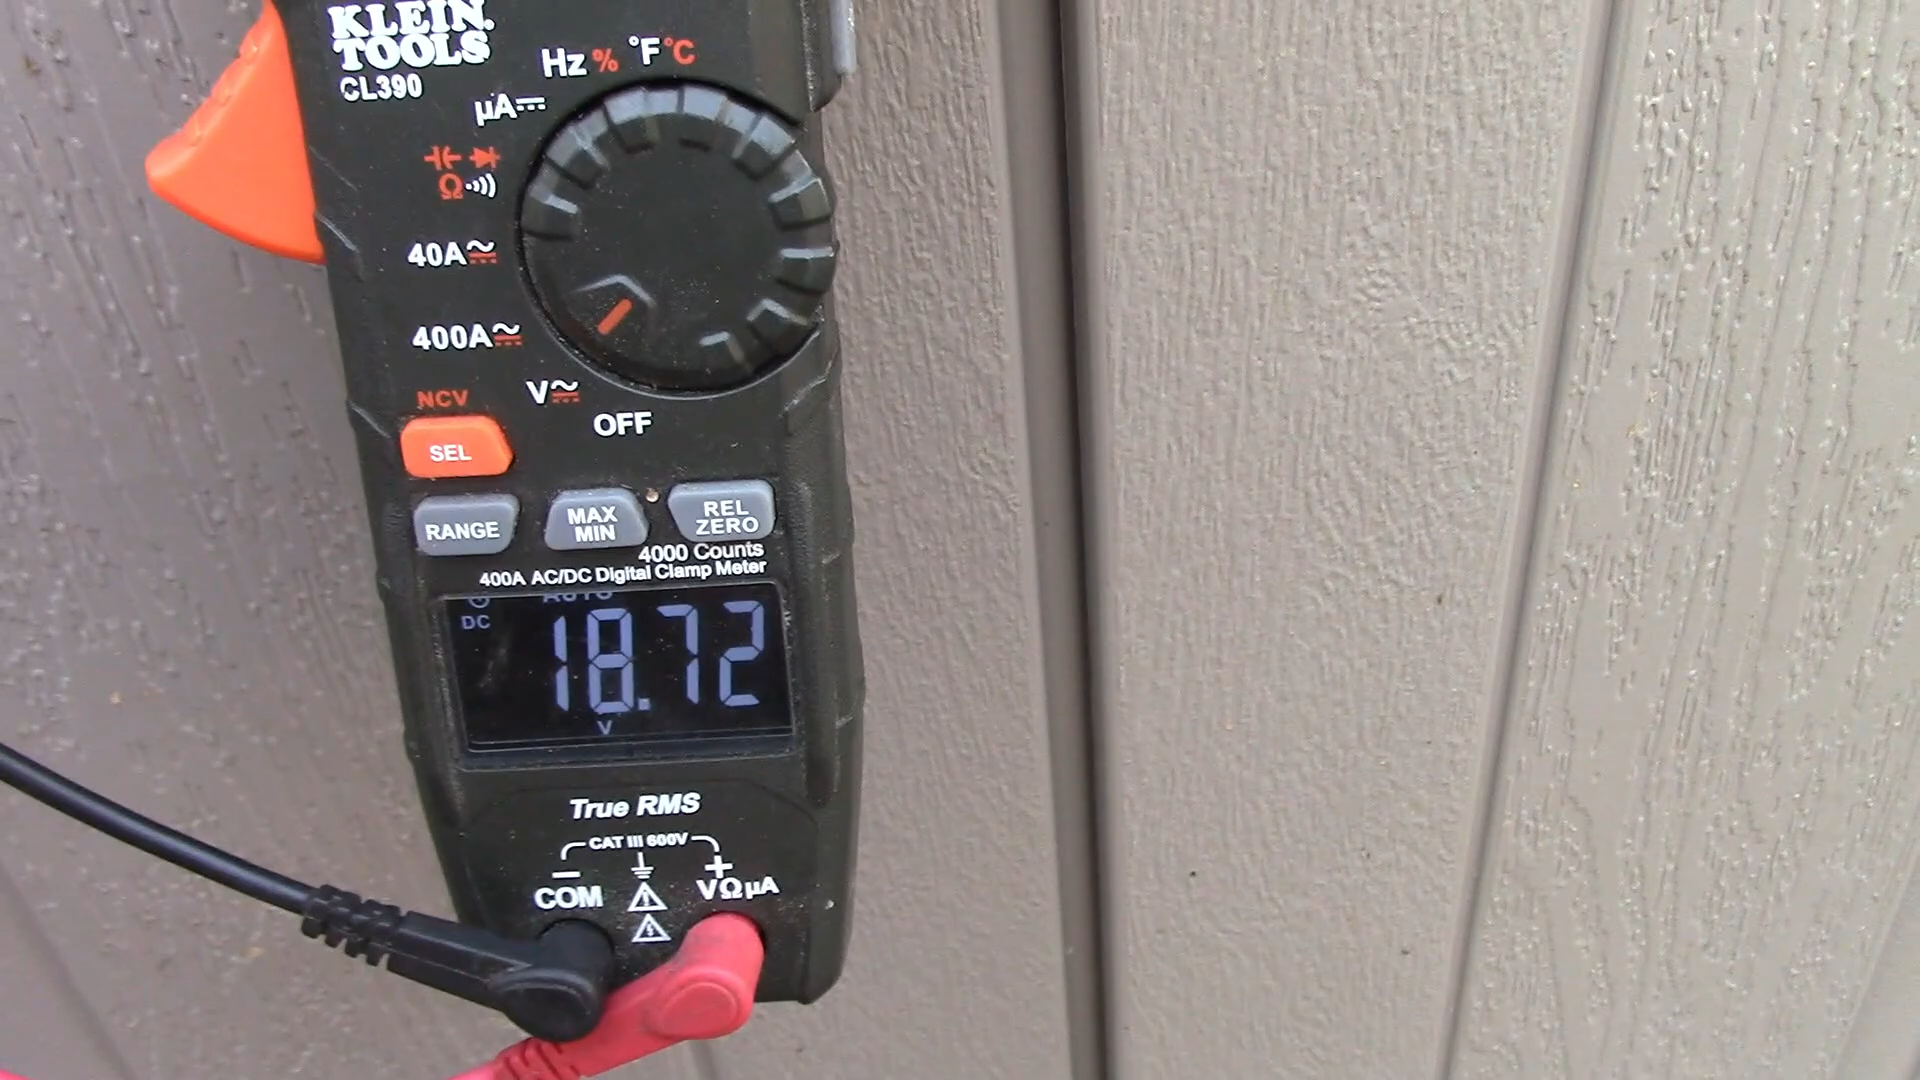 KLEIN
TOOLS
CL390
Hz % °F °C
µA
Ω
40A
400A
V
OFF
NCV
SEL
RANGE
MAX
MIN
REL
ZERO
4000 Counts
400A AC/DC Digital Clamp Meter
AUTO
DC
18.72
V
True RMS
CAT III 600V
− +
COM
VΩµA